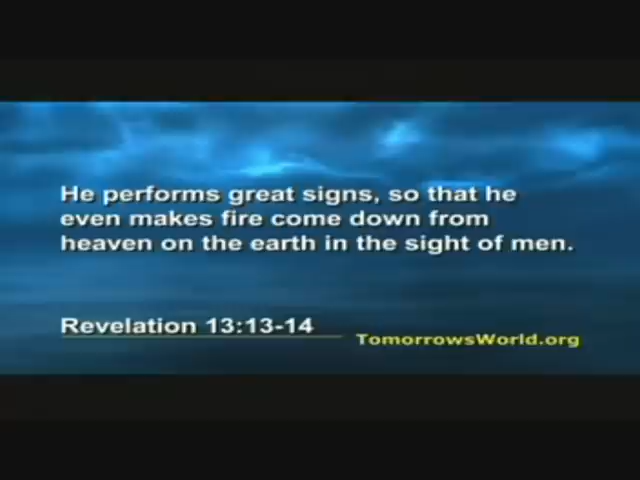 He performs great signs, so that he
even makes fire come down from
heaven on the earth in the sight of men.
Revelation 13:13-14
TomorrowsWorld.org